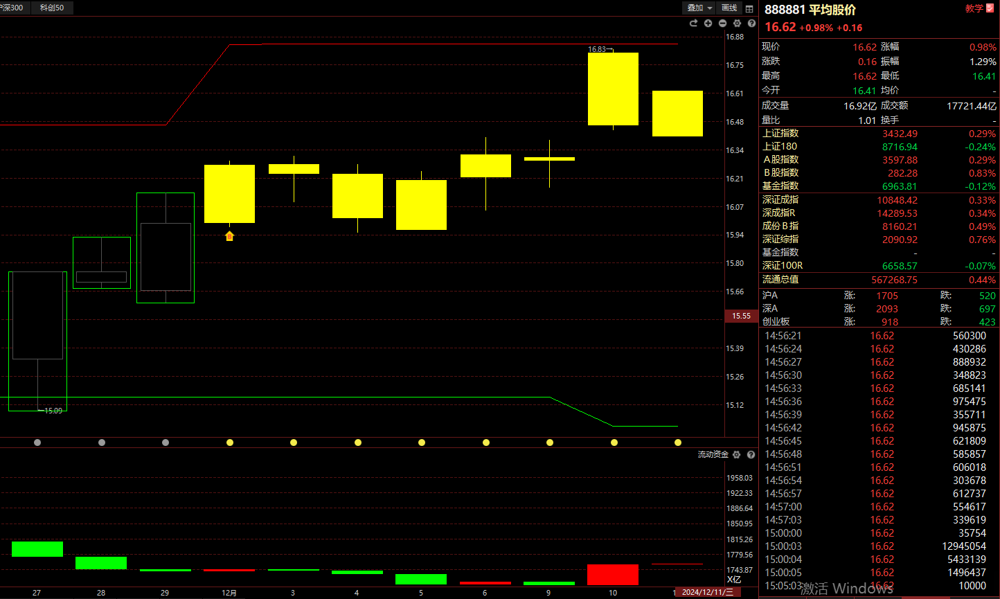 沪深300 科创50 叠加 画线
16.88
16.75
16.61
16.48
16.34
16.21
16.07
15.94
15.80
15.66
15.55
15.39
15.26
15.12
16.83
15.09
流动资金
1958.03
1922.33
1886.64
1850.95
1815.26
1779.56
1743.87
X亿
27 28 29 12月 3 4 5 6 9 10 2024/12/11/三
888881 平均股价 教学
16.62 +0.98% +0.16
现价 16.62 涨幅 0.98%
涨跌 0.16 振幅 1.29%
最高 16.62 最低 16.41
今开 16.41 均价 -
成交量 16.92亿 成交额 17721.44亿
量比 1.01 换手 -
上证指数 3432.49 0.29%
上证180 8716.94 -0.24%
Ａ股指数 3597.88 0.29%
Ｂ股指数 282.28 0.83%
基金指数 6963.81 -0.12%
深证成指 10848.42 0.33%
深成指R 14289.53 0.34%
成份Ｂ指 8160.21 0.49%
深证综指 2090.92 0.76%
基金指数 - -
深证100R 6658.57 -0.07%
流通总值 567268.75 0.44%
沪A 涨: 1705 跌: 520
深A 涨: 2093 跌: 697
创业板 涨: 918 跌: 423
14:56:21 16.62 560300
14:56:24 16.62 430286
14:56:27 16.62 888932
14:56:30 16.62 348823
14:56:33 16.62 685141
14:56:36 16.62 975475
14:56:39 16.62 355711
14:56:42 16.62 945875
14:56:45 16.62 621809
14:56:48 16.62 585857
14:56:51 16.62 606018
14:56:54 16.62 303678
14:56:57 16.62 612737
14:57:00 16.62 554617
14:57:03 16.62 339619
15:00:00 16.62 35754
15:00:03 16.62 12945054
15:00:04 16.62 5433139
15:00:05 16.62 1496437
15:05:03 16.62 10000
激活 Windows